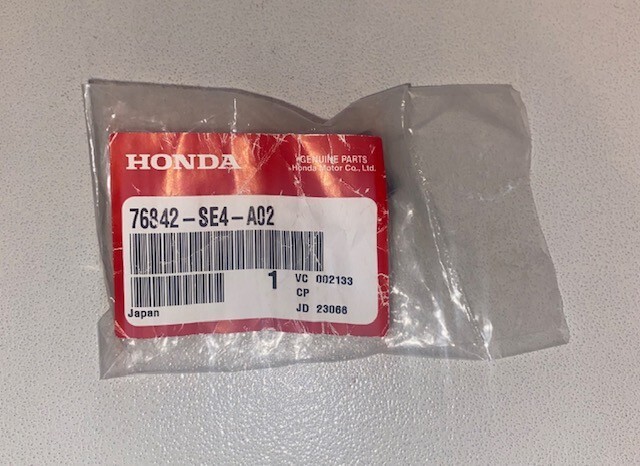 HONDA
GENUINE PARTS
Honda Motor Co., Ltd.
76842-SE4-A02
1
VC 002133
CP
JD 23066
Japan